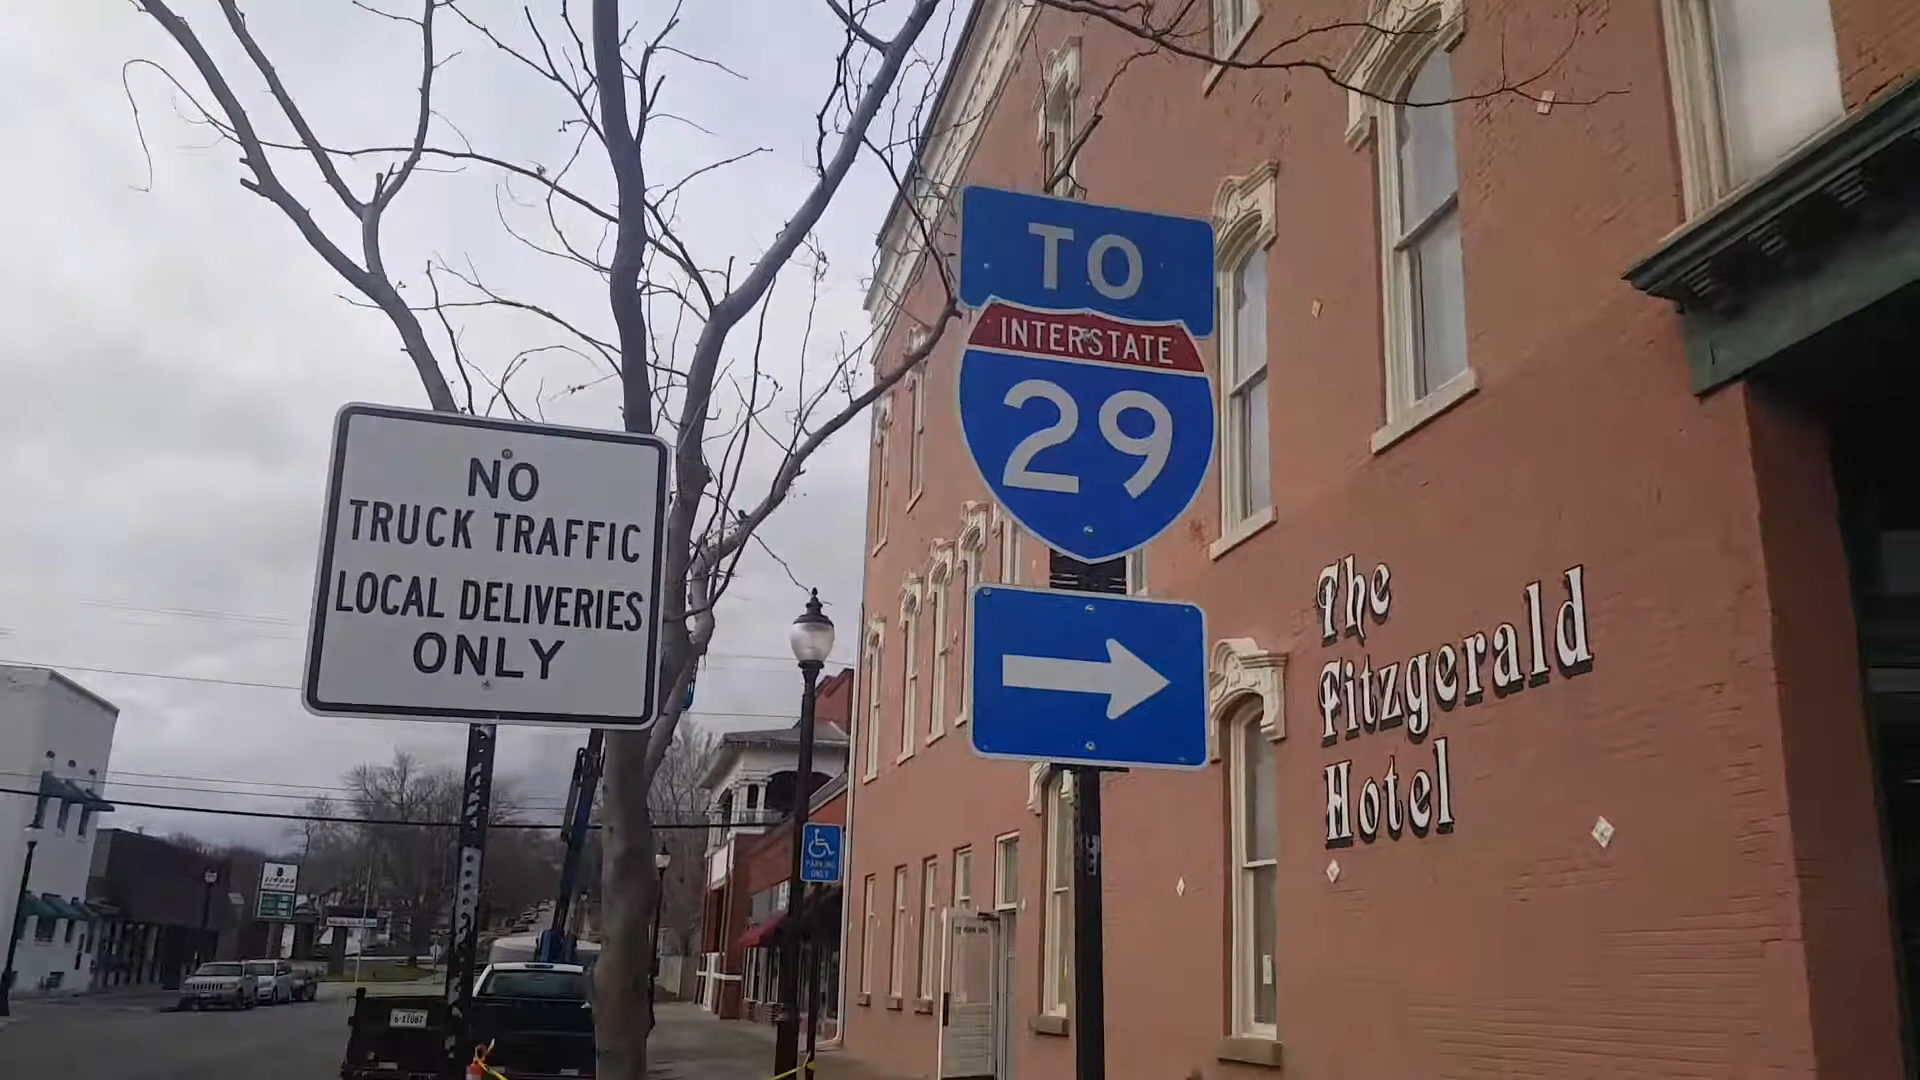 NO
TRUCK TRAFFIC
LOCAL DELIVERIES
ONLY
TO
INTERSTATE
29
The
Fitzgerald
Hotel
PARKING
ONLY